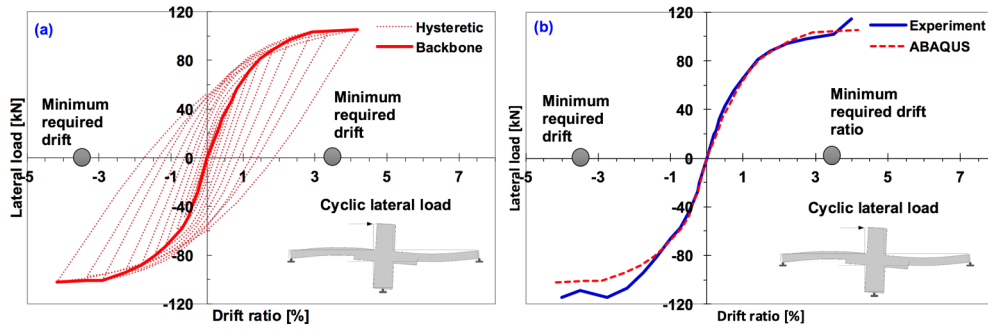 (a)
120
80
40
0
-40
-80
-120
Lateral load [kN]
-5
-3
-1
1
3
5
7
Drift ratio [%]
Hysteretic
Backbone
Minimum
required
drift
Minimum
required
drift
Cyclic lateral load
(b)
120
80
40
0
-40
-80
-120
Lateral load [kN]
-5
-3
-1
1
3
5
7
Drift ratio [%]
Experiment
ABAQUS
Minimum
required
drift
Minimum
required drift
ratio
Cyclic lateral load